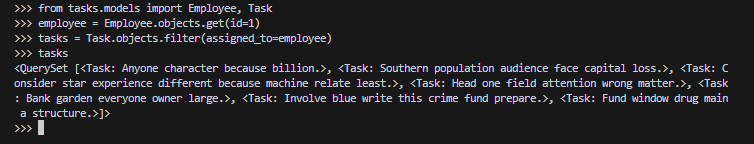 >>> from tasks.models import Employee, Task
>>> employee = Employee.objects.get(id=1)
>>> tasks = Task.objects.filter(assigned_to=employee)
>>> tasks
<QuerySet [<Task: Anyone character because billion.>, <Task: Southern population audience face capital loss.>, <Task: C
onsider star experience different because machine relate least.>, <Task: Head one field attention wrong matter.>, <Task
: Bank garden everyone owner large.>, <Task: Involve blue write this crime fund prepare.>, <Task: Fund window drug main
 a structure.>]>
>>>